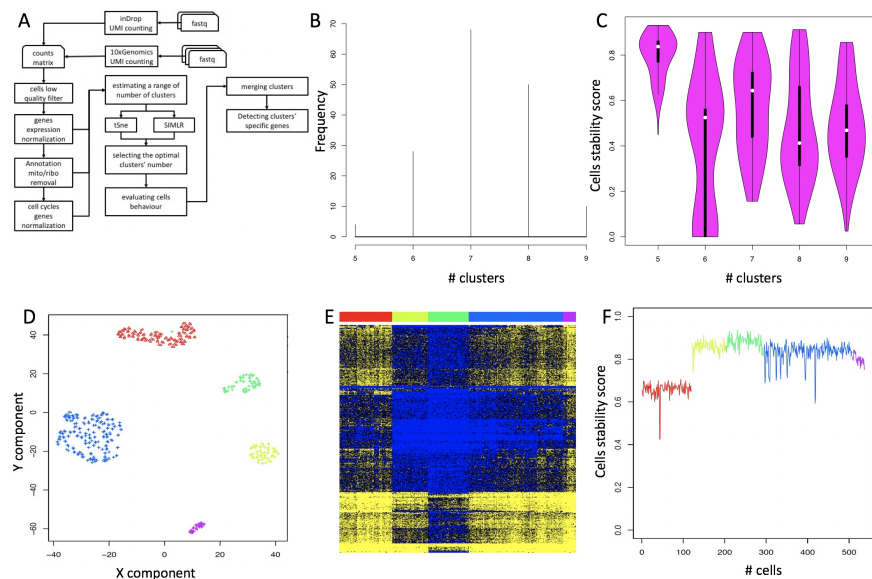 A
inDrop
UMI counting
fastq
counts
matrix
10xGenomics
UMI counting
fastq
cells low
quality filter
genes
expression
normalization
Annotation
mito/ribo
removal
cell cycles
genes
normalization
estimating a range
of number of
clusters
tSne
SIMLR
selecting the optimal
clusters' number
evaluating cells
behaviour
merging clusters
Detecting clusters'
specific genes
B
Frequency
0
10
20
30
40
50
60
70
5
6
7
8
9
# clusters
C
Cells stability score
0.0
0.2
0.4
0.6
0.8
5
6
7
8
9
# clusters
D
Y component
40
20
0
−20
−40
−60
−40
−20
0
20
40
X component
E
F
Cells stability score
1.0
0.8
0.6
0.4
0.2
0.0
0
100
200
300
400
500
# cells